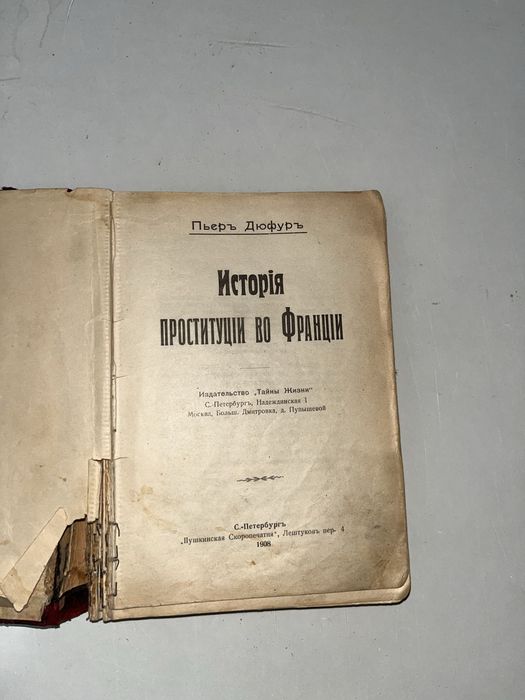 Пьеръ Дюфуръ
Исторія
проституціи во Франціи
Издательство „Тайны Жизни"
С.-Петербургъ, Надеждинская 1
Москва, Больш. Дмитровка, д. Пупышевой
С.-Петербургъ
„Пушкинская Скоропечатня", Лештуковъ пер. 4
1908